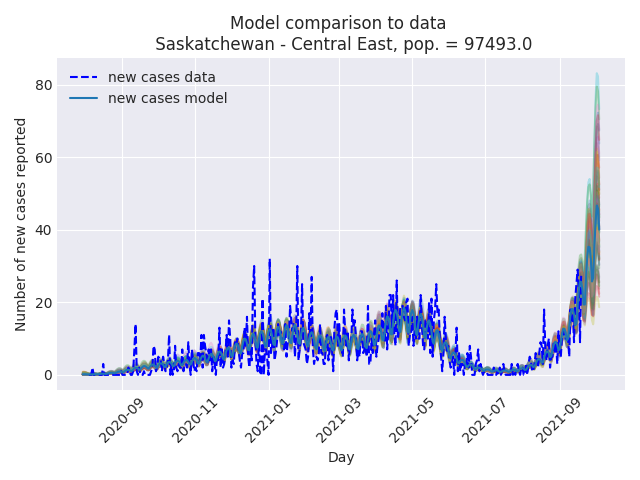 Model comparison to data
Saskatchewan - Central East, pop. = 97493.0
new cases data
new cases model
Number of new cases reported
80
60
40
20
0
2020-09
2020-11
2021-01
2021-03
2021-05
2021-07
2021-09
Day